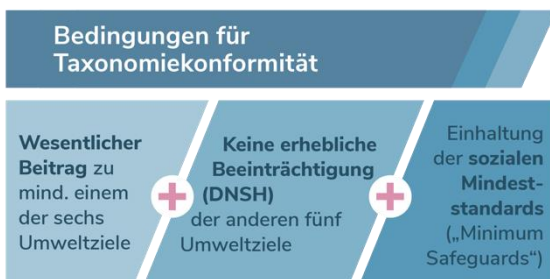 Bedingungen für
Taxonomiekonformität
Wesentlicher
Beitrag zu
mind. einem
der sechs
Umweltziele
Keine erhebliche
Beeinträchtigung
(DNSH)
der anderen fünf
Umweltziele
Einhaltung
der sozialen
Mindest-
standards
(„Minimum
Safeguards“)